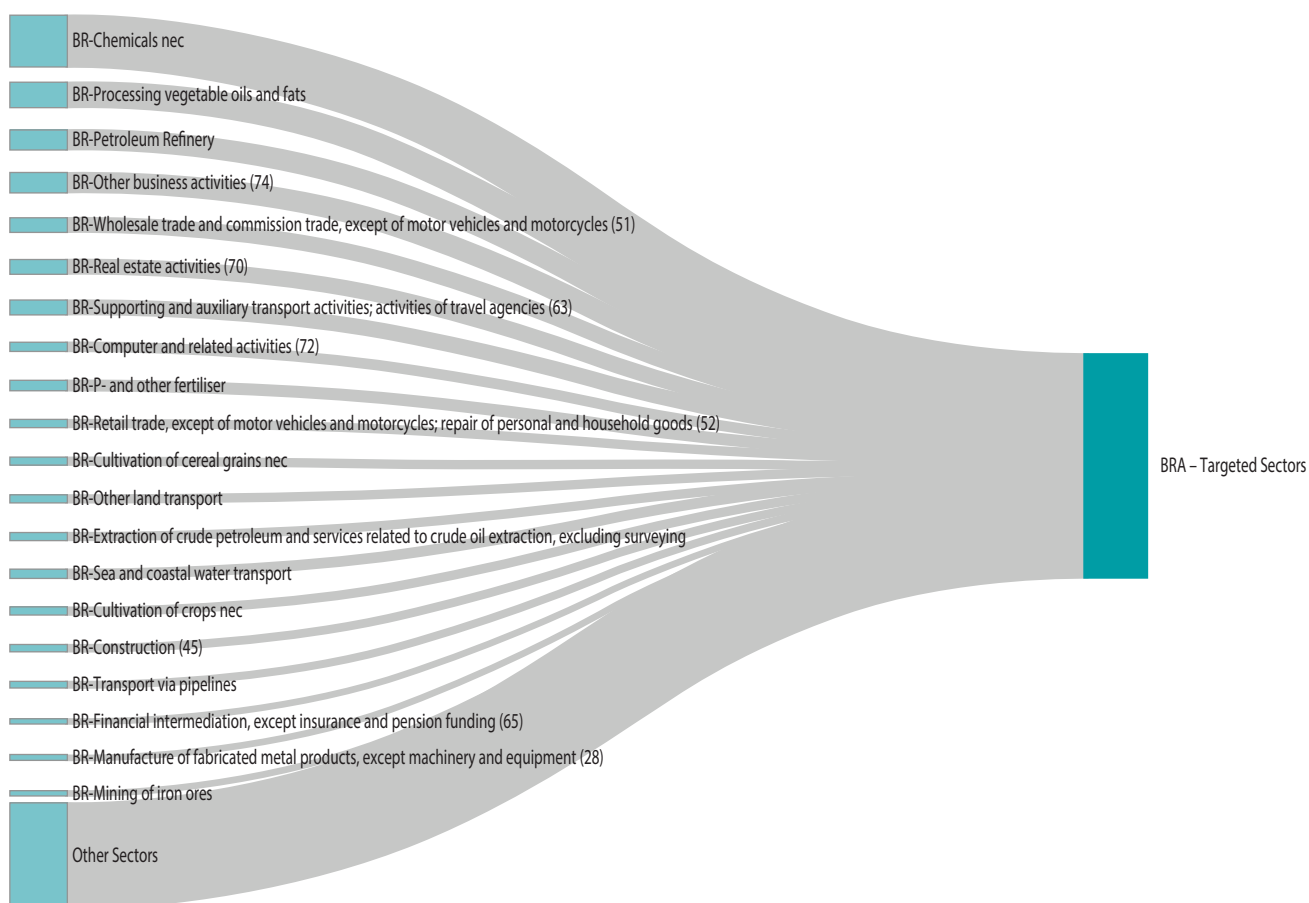 BR-Chemicals nec
BR-Processing vegetable oils and fats
BR-Petroleum Refinery
BR-Other business activities (74)
BR-Wholesale trade and commission trade, except of motor vehicles and motorcycles (51)
BR-Real estate activities (70)
BR-Supporting and auxiliary transport activities; activities of travel agencies (63)
BR-Computer and related activities (72)
BR-P- and other fertiliser
BR-Retail trade, except of motor vehicles and motorcycles; repair of personal and household goods (52)
BR-Cultivation of cereal grains nec
BRA – Targeted Sectors
BR-Other land transport
BR-Extraction of crude petroleum and services related to crude oil extraction, excluding surveying
BR-Sea and coastal water transport
BR-Cultivation of crops nec
BR-Construction (45)
BR-Transport via pipelines
BR-Financial intermediation, except insurance and pension funding (65)
BR-Manufacture of fabricated metal products, except machinery and equipment (28)
BR-Mining of iron ores
Other Sectors